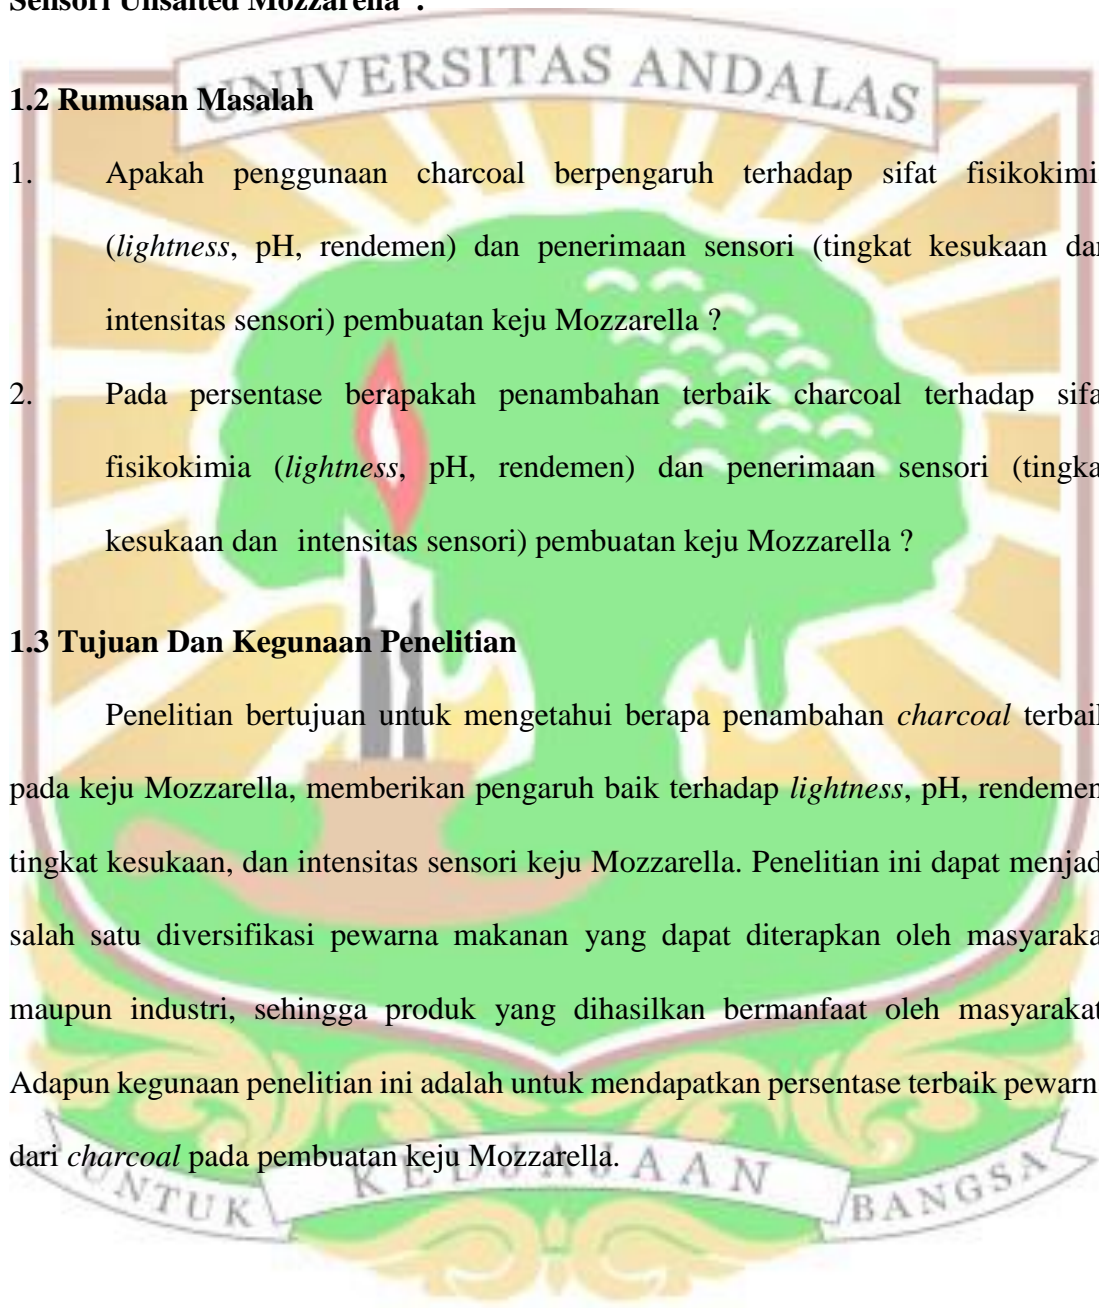 Sensori Unsalted Mozzarella".
UNIVERSITAS ANDALAS
1.2 Rumusan Masalah
1. Apakah penggunaan charcoal berpengaruh terhadap sifat fisikokimi
(lightness, pH, rendemen) dan penerimaan sensori (tingkat kesukaan dan
intensitas sensori) pembuatan keju Mozzarella ?
2. Pada persentase berapakah penambahan terbaik charcoal terhadap sifa
fisikokimia (lightness, pH, rendemen) dan penerimaan sensori (tingka
kesukaan dan intensitas sensori) pembuatan keju Mozzarella ?
1.3 Tujuan Dan Kegunaan Penelitian
Penelitian bertujuan untuk mengetahui berapa penambahan charcoal terbaik
pada keju Mozzarella, memberikan pengaruh baik terhadap lightness, pH, rendemen
tingkat kesukaan, dan intensitas sensori keju Mozzarella. Penelitian ini dapat menjad
salah satu diversifikasi pewarna makanan yang dapat diterapkan oleh masyaraka
maupun industri, sehingga produk yang dihasilkan bermanfaat oleh masyarakat
Adapun kegunaan penelitian ini adalah untuk mendapatkan persentase terbaik pewarn
dari charcoal pada pembuatan keju Mozzarella.
UNTUK KEDJAJAAN BANGSA